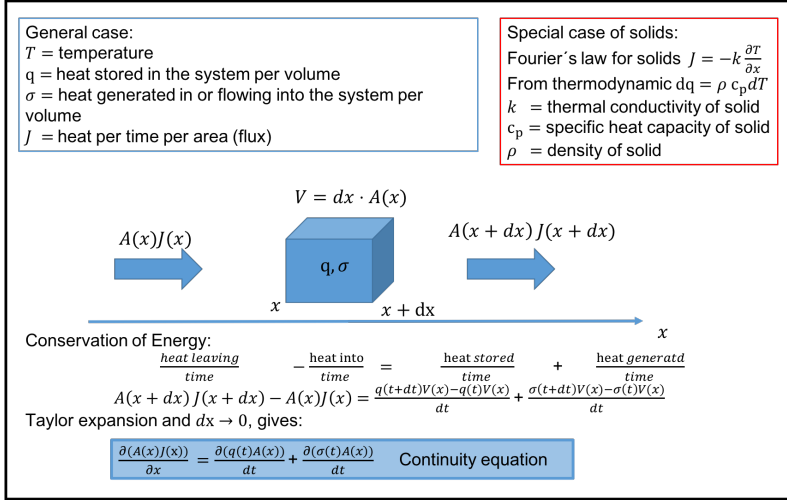 General case:
T = temperature
q = heat stored in the system per volume
σ = heat generated in or flowing into the system per
volume
J = heat per time per area (flux)
Special case of solids:
Fourier´s law for solids J = −k ∂T/∂x
From thermodynamic dq = ρ c_p dT
k = thermal conductivity of solid
c_p = specific heat capacity of solid
ρ = density of solid
V = dx · A(x)
A(x)J(x)
A(x + dx) J(x + dx)
q, σ
x
x + dx
x
Conservation of Energy:
heat leaving/time − heat into/time = heat stored/time + heat generatd/time
A(x + dx) J(x + dx) − A(x)J(x) = (q(t+dt)V(x)−q(t)V(x))/dt + (σ(t+dt)V(x)−σ(t)V(x))/dt
Taylor expansion and dx → 0, gives:
∂(A(x)J(x))/∂x = ∂(q(t)A(x))/dt + ∂(σ(t)A(x))/dt Continuity equation